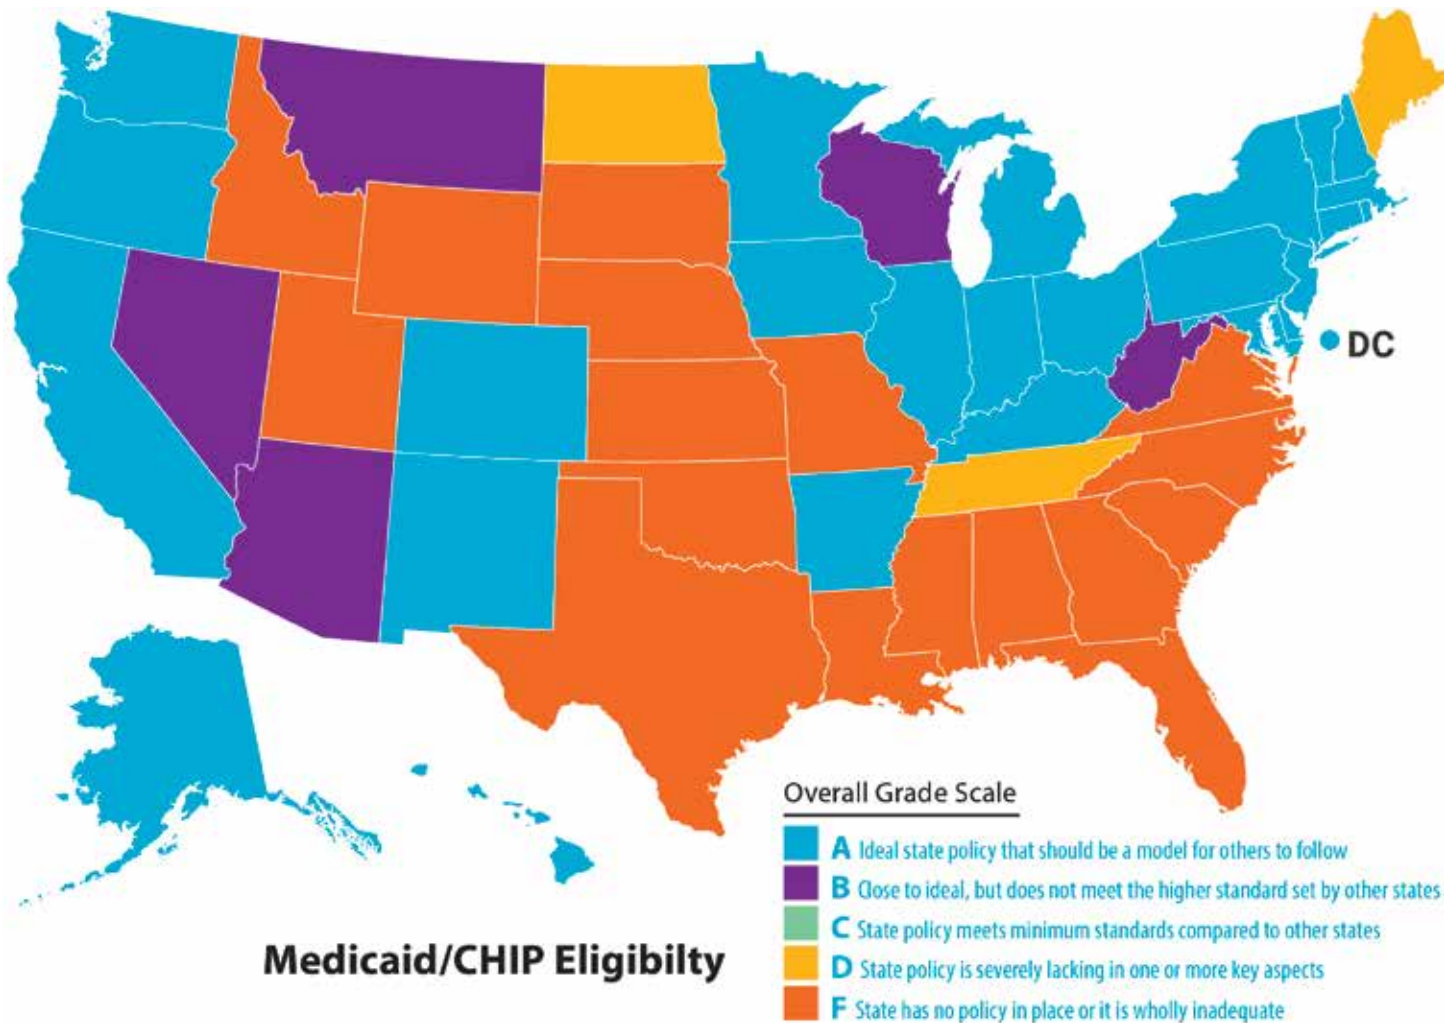 DC
Overall Grade Scale
A Ideal state policy that should be a model for others to follow
B Close to ideal, but does not meet the higher standard set by other states
C State policy meets minimum standards compared to other states
D State policy is severely lacking in one or more key aspects
F State has no policy in place or it is wholly inadequate
Medicaid/CHIP Eligibilty